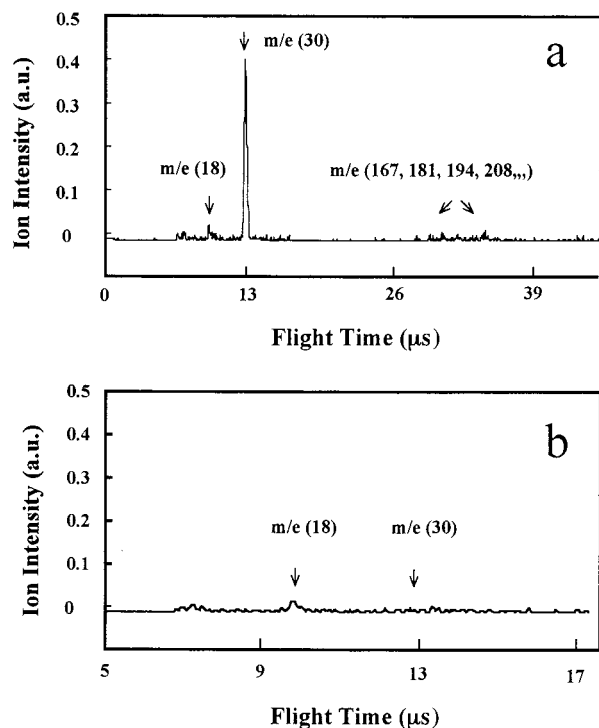 0.5
a
m/e (30)
0.4
0.3
Ion Intensity (a.u.)
0.2
m/e (18)
m/e (167, 181, 194, 208,,,)
0.1
0
0 13 26 39
Flight Time (μs)
0.5
b
0.4
0.3
Ion Intensity (a.u.)
0.2
m/e (18) m/e (30)
0.1
0
5 9 13 17
Flight Time (μs)